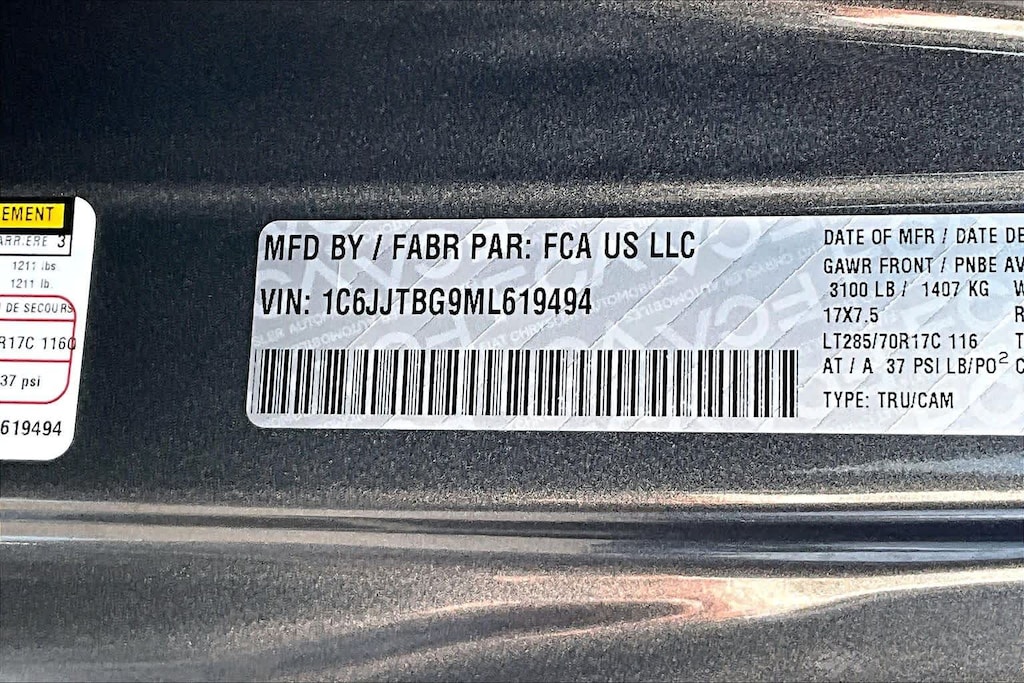 EMENT
ARRIERE 3
1211 lbs.
1211 lb.
DE SECOURS
R17C 116Q
37 psi
619494
MFD BY / FABR PAR: FCA US LLC
VIN: 1C6JJTBG9ML619494
DATE OF MFR / DATE DE
GAWR FRONT / PNBE AV
3100 LB / 1407 KG W
17X7.5 R
LT285/70R17C 116 T
AT / A 37 PSI LB/PO² C
TYPE: TRU/CAM